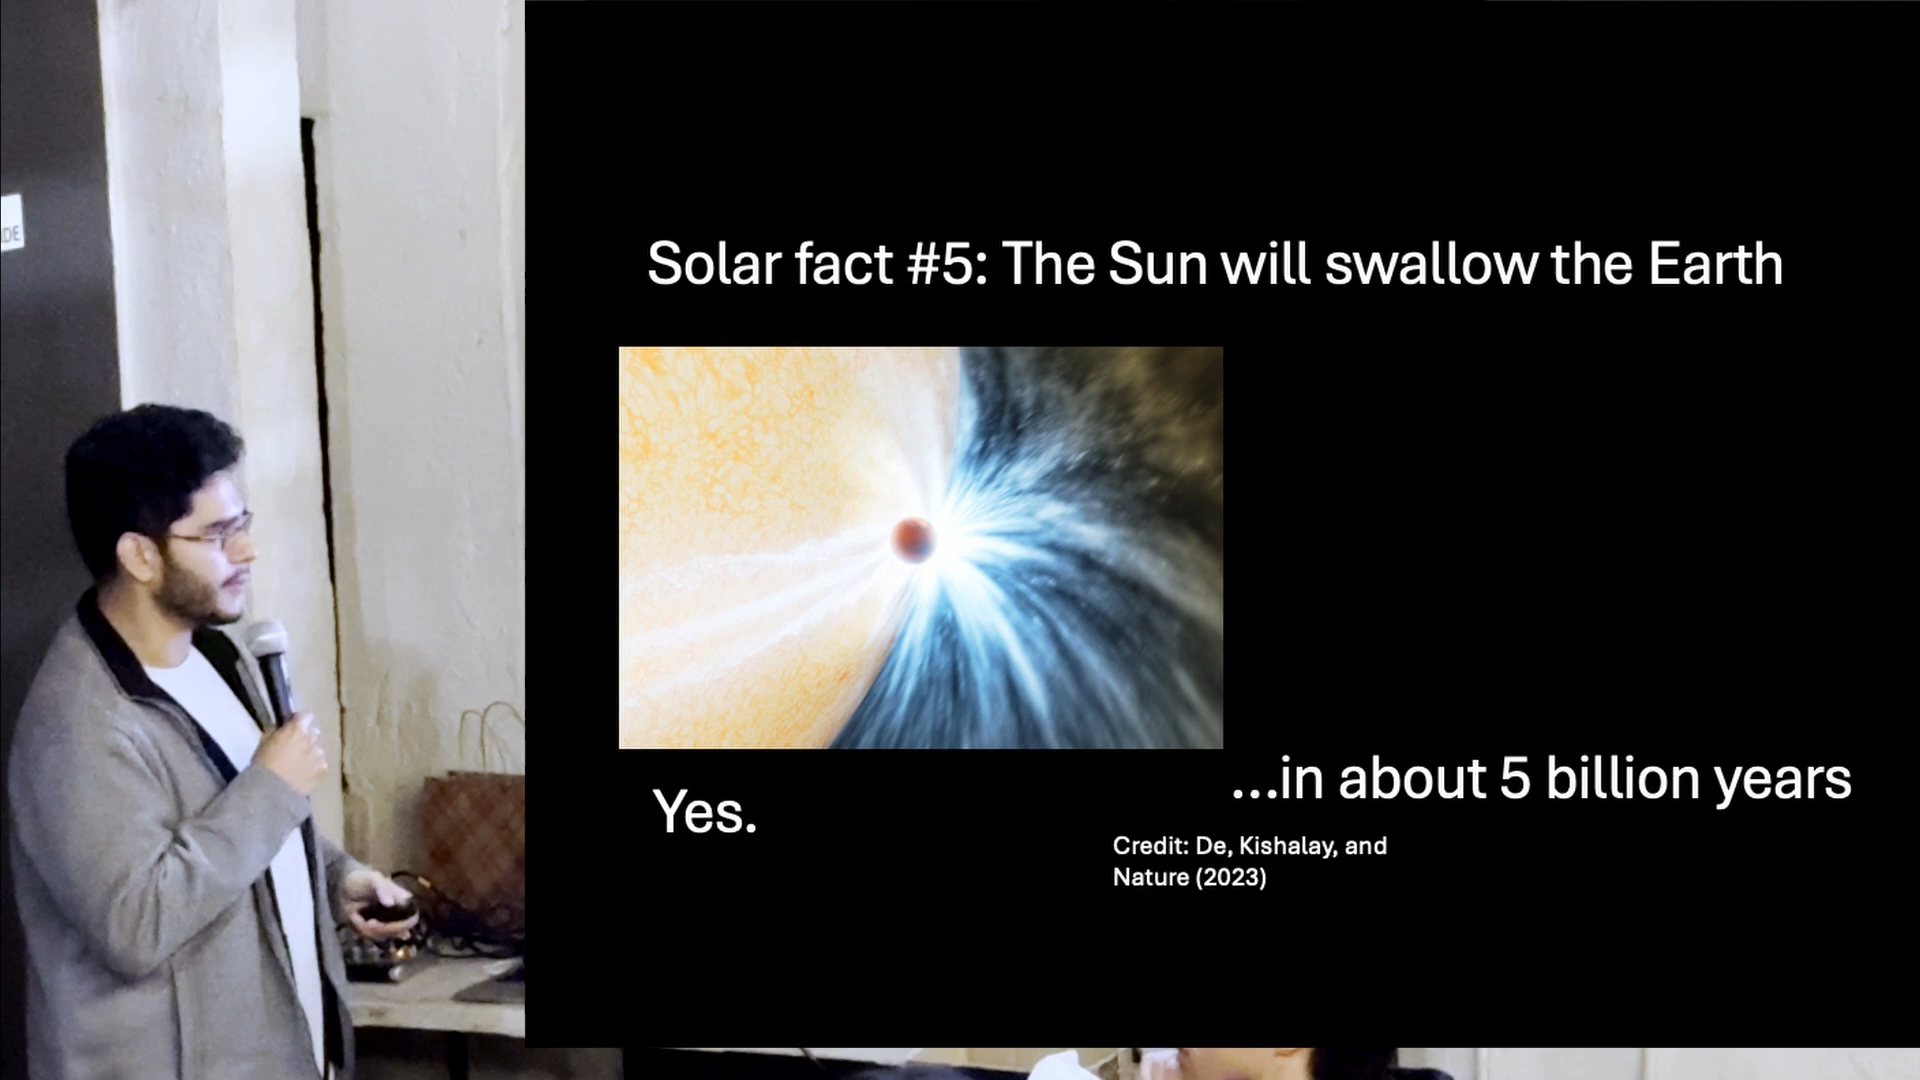 IDE
Solar fact #5: The Sun will swallow the Earth
Yes.
...in about 5 billion years
Credit: De, Kishalay, and
Nature (2023)